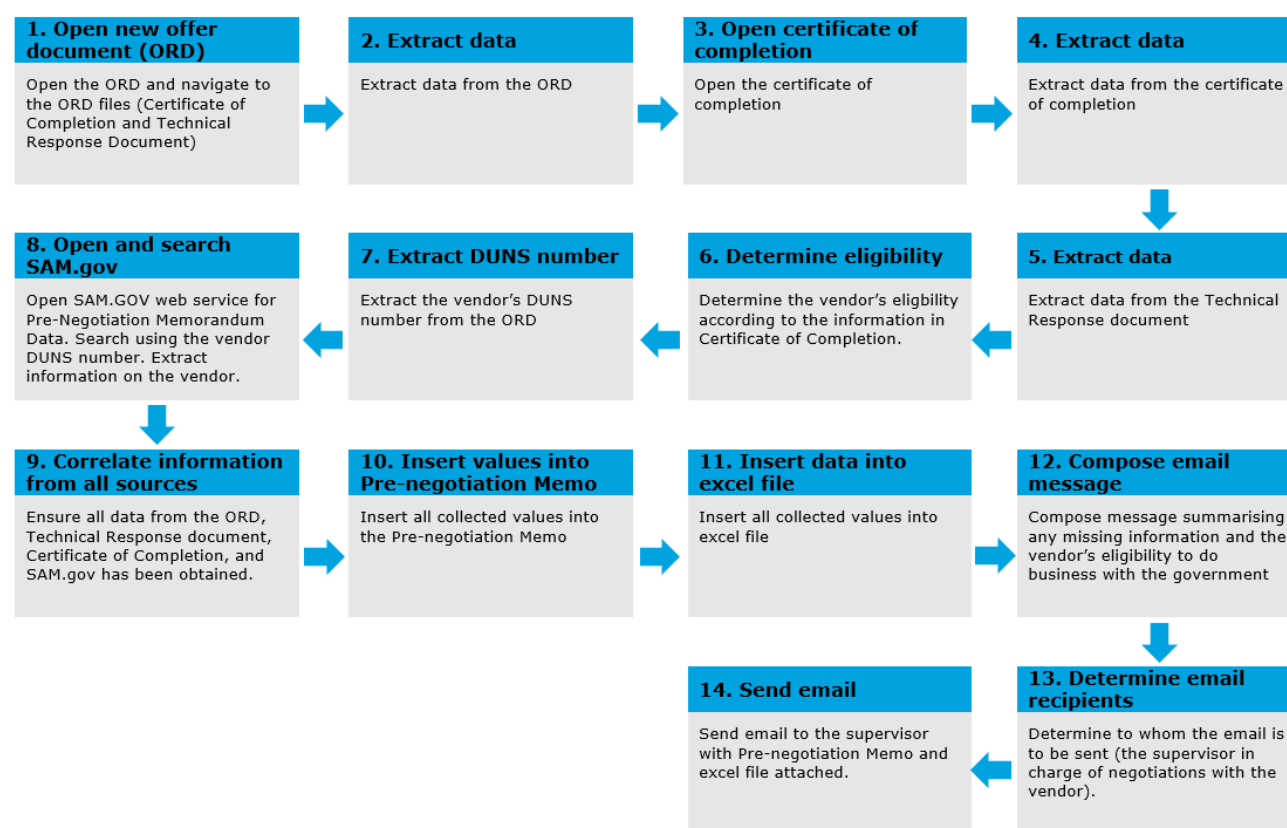 1. Open new offer
document (ORD)
Open the ORD and navigate to
the ORD files (Certificate of
Completion and Technical
Response Document)
2. Extract data
Extract data from the ORD
3. Open certificate of
completion
Open the certificate of
completion
4. Extract data
Extract data from the certificate
of completion
5. Extract data
Extract data from the Technical
Response document
6. Determine eligibility
Determine the vendor's eligbility
according to the information in
Certificate of Completion.
7. Extract DUNS number
Extract the vendor's DUNS
number from the ORD
8. Open and search
SAM.gov
Open SAM.GOV web service for
Pre-Negotiation Memorandum
Data. Search using the vendor
DUNS number. Extract
information on the vendor.
9. Correlate information
from all sources
Ensure all data from the ORD,
Technical Response document,
Certificate of Completion, and
SAM.gov has been obtained.
10. Insert values into
Pre-negotiation Memo
Insert all collected values into
the Pre-negotiation Memo
11. Insert data into
excel file
Insert all collected values into
excel file
12. Compose email
message
Compose message summarising
any missing information and the
vendor's eligibility to do
business with the government
13. Determine email
recipients
Determine to whom the email is
to be sent (the supervisor in
charge of negotiations with the
vendor).
14. Send email
Send email to the supervisor
with Pre-negotiation Memo and
excel file attached.